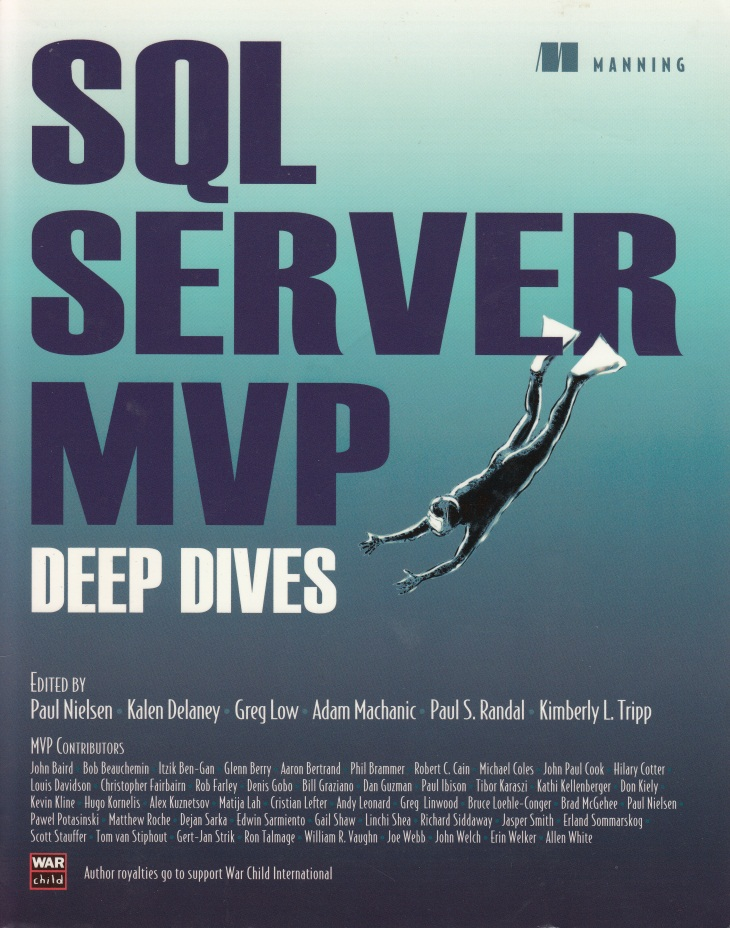 MANNING
SQL
SERVER
MVP
DEEP DIVES
EDITED BY
Paul Nielsen • Kalen Delaney • Greg Low • Adam Machanic • Paul S. Randal • Kimberly L. Tripp
MVP CONTRIBUTORS
John Baird • Bob Beauchemin • Itzik Ben-Gan • Glenn Berry • Aaron Bertrand • Phil Brammer • Robert C. Cain • Michael Coles • John Paul Cook • Hilary Cotter •
Louis Davidson • Christopher Fairbairn • Rob Farley • Denis Gobo • Bill Graziano • Dan Guzman • Paul Ibison • Tibor Karaszi • Kathi Kellenberger • Don Kiely •
Kevin Kline • Hugo Kornelis • Alex Kuznetsov • Matija Lah • Cristian Lefter • Andy Leonard • Greg Linwood • Bruce Loehle-Conger • Brad McGehee • Paul Nielsen •
Pawel Potasinski • Matthew Roche • Dejan Sarka • Edwin Sarmiento • Gail Shaw • Linchi Shea • Richard Siddaway • Jasper Smith • Erland Sommarskog •
Scott Stauffer • Tom van Stiphout • Gert-Jan Strik • Ron Talmage • William R. Vaughn • Joe Webb • John Welch • Erin Welker • Allen White
WAR
child
Author royalties go to support War Child International